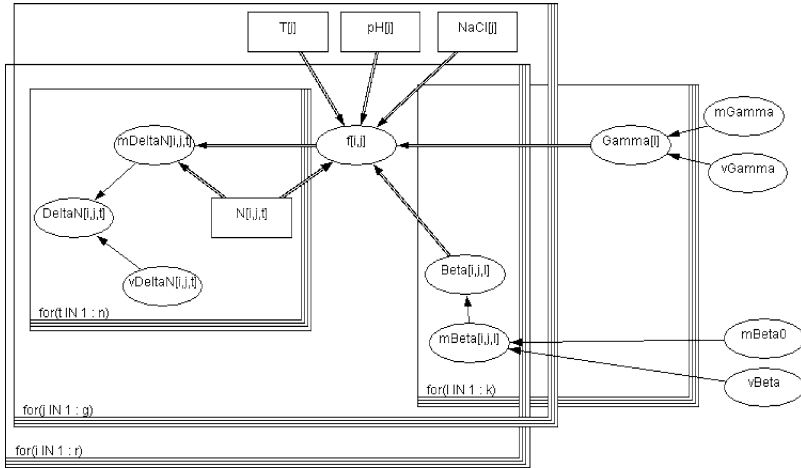 T[j]
pH[j]
NaCl[j]
mGamma
mDeltaN[i,j,t]
f[i,j]
Gamma[l]
vGamma
DeltaN[i,j,t]
N[i,j,t]
vDeltaN[i,j,t]
Beta[i,j,l]
for(t IN 1 : n)
mBeta[i,j,l]
mBeta0
vBeta
for(l IN 1 : k)
for(j IN 1 : g)
for(i IN 1 : r)